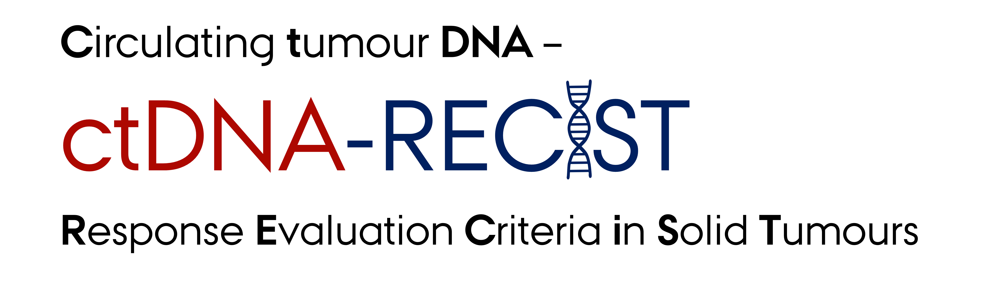 Circulating tumour DNA –
ctDNA-RECIST
Response Evaluation Criteria in Solid Tumours